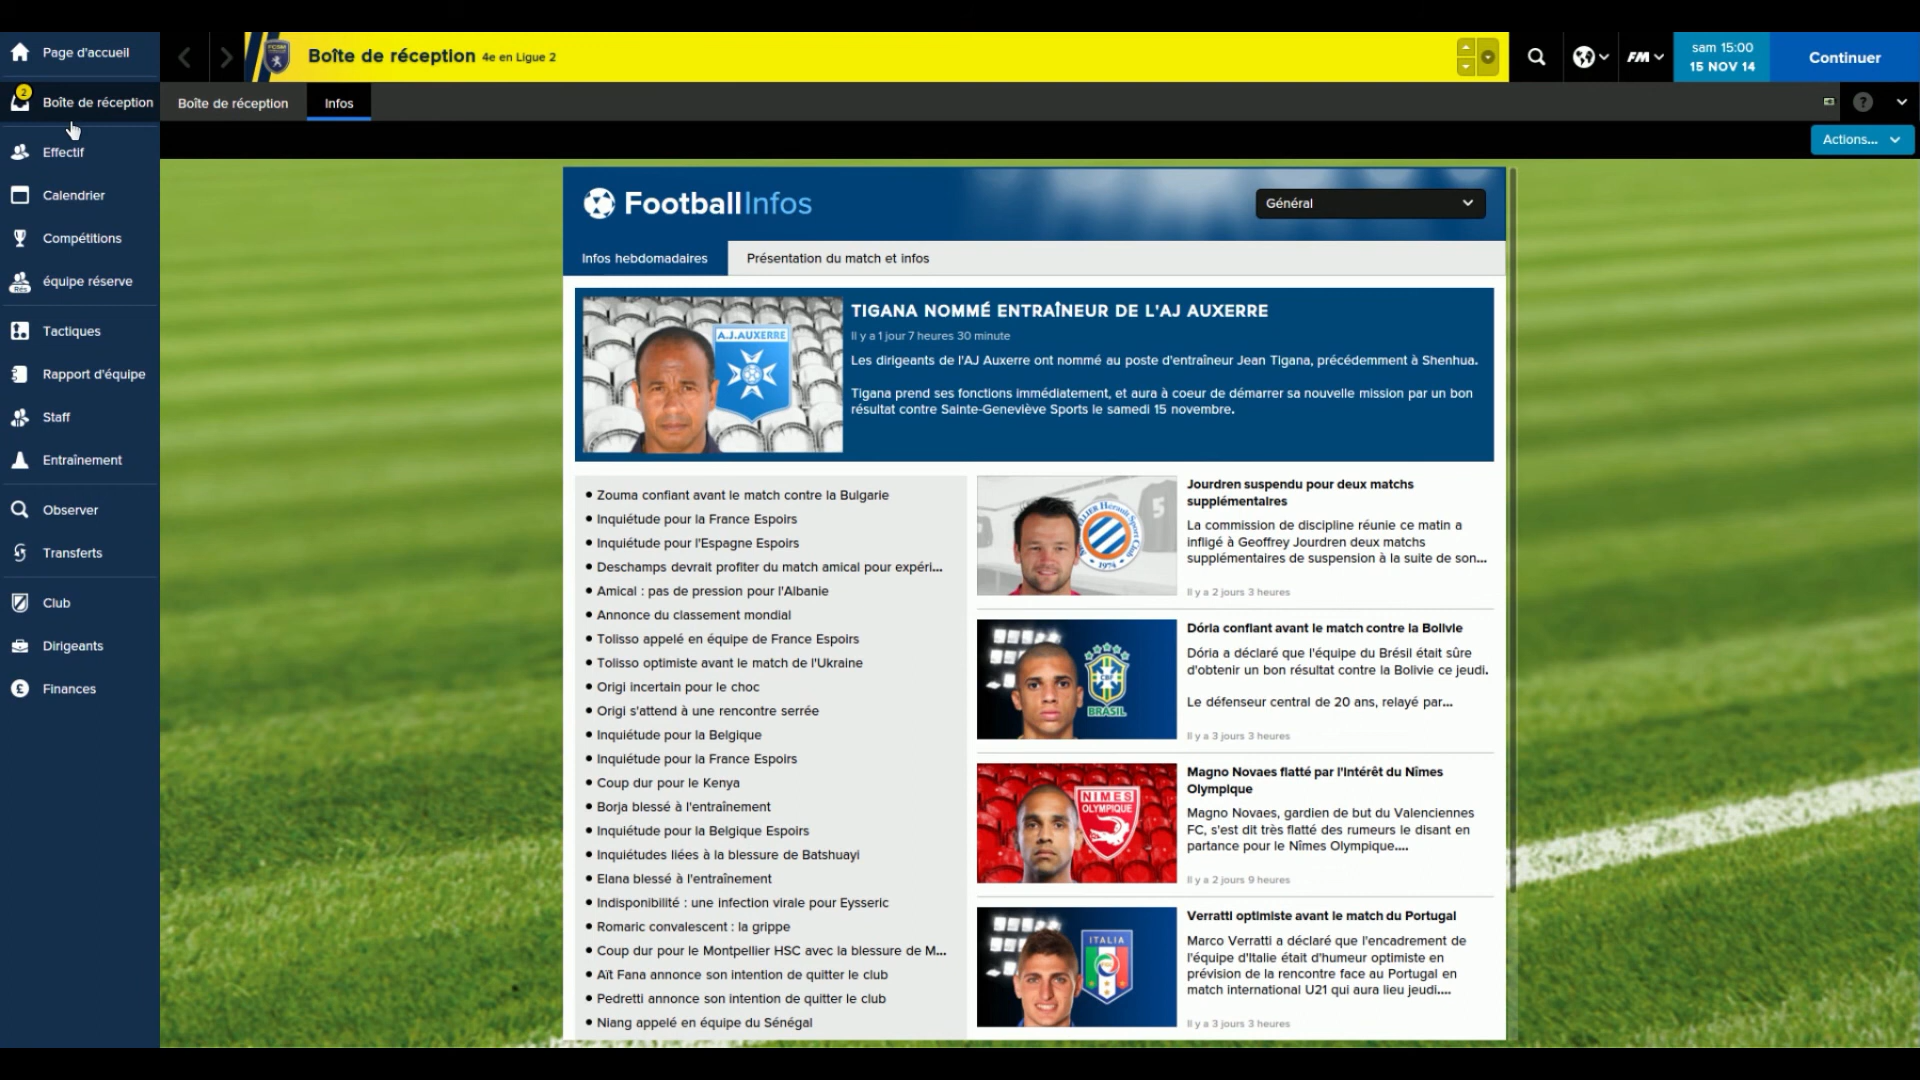 Page d'accueil
2
Boîte de réception
Effectif
Calendrier
Compétitions
Rés
équipe réserve
Tactiques
Rapport d'équipe
Staff
Entraînement
Observer
Transferts
Club
Dirigeants
£ Finances
FCSM
Boîte de réception 4e en Ligue 2
FM
sam 15:00
15 NOV 14
Continuer
Boîte de réception Infos
?
Actions...
FootballInfos
Général
Infos hebdomadaires Présentation du match et infos
A.J.AUXERRE
TIGANA NOMMÉ ENTRAÎNEUR DE L'AJ AUXERRE
Il y a 1 jour 7 heures 30 minute
Les dirigeants de l'AJ Auxerre ont nommé au poste d'entraîneur Jean Tigana, précédemment à Shenhua.
Tigana prend ses fonctions immédiatement, et aura à coeur de démarrer sa nouvelle mission par un bon
résultat contre Sainte-Geneviève Sports le samedi 15 novembre.
• Zouma confiant avant le match contre la Bulgarie
• Inquiétude pour la France Espoirs
• Inquiétude pour l'Espagne Espoirs
• Deschamps devrait profiter du match amical pour expéri...
• Amical : pas de pression pour l'Albanie
• Annonce du classement mondial
• Tolisso appelé en équipe de France Espoirs
• Tolisso optimiste avant le match de l'Ukraine
• Origi incertain pour le choc
• Origi s'attend à une rencontre serrée
• Inquiétude pour la Belgique
• Inquiétude pour la France Espoirs
• Coup dur pour le Kenya
• Borja blessé à l'entraînement
• Inquiétude pour la Belgique Espoirs
• Inquiétudes liées à la blessure de Batshuayi
• Elana blessé à l'entraînement
• Indisponibilité : une infection virale pour Eysseric
• Romaric convalescent : la grippe
• Coup dur pour le Montpellier HSC avec la blessure de M...
• Aït Fana annonce son intention de quitter le club
• Pedretti annonce son intention de quitter le club
• Niang appelé en équipe du Sénégal
5
1974
Jourdren suspendu pour deux matchs
supplémentaires
La commission de discipline réunie ce matin a
infligé à Geoffrey Jourdren deux matchs
supplémentaires de suspension à la suite de son...
Il y a 2 jours 3 heures
BRASIL
Dória confiant avant le match contre la Bolivie
Dória a déclaré que l'équipe du Brésil était sûre
d'obtenir un bon résultat contre la Bolivie ce jeudi.
Le défenseur central de 20 ans, relayé par...
Il y a 3 jours 3 heures
NIMES
OLYMPIQUE
Magno Novaes flatté par l'intérêt du Nîmes
Olympique
Magno Novaes, gardien de but du Valenciennes
FC, s'est dit très flatté des rumeurs le disant en
partance pour le Nîmes Olympique....
Il y a 2 jours 9 heures
ITALIA
Verratti optimiste avant le match du Portugal
Marco Verratti a déclaré que l'encadrement de
l'équipe d'Italie était d'humeur optimiste en
prévision de la rencontre face au Portugal en
match international U21 qui aura lieu jeudi....
Il y a 3 jours 3 heures